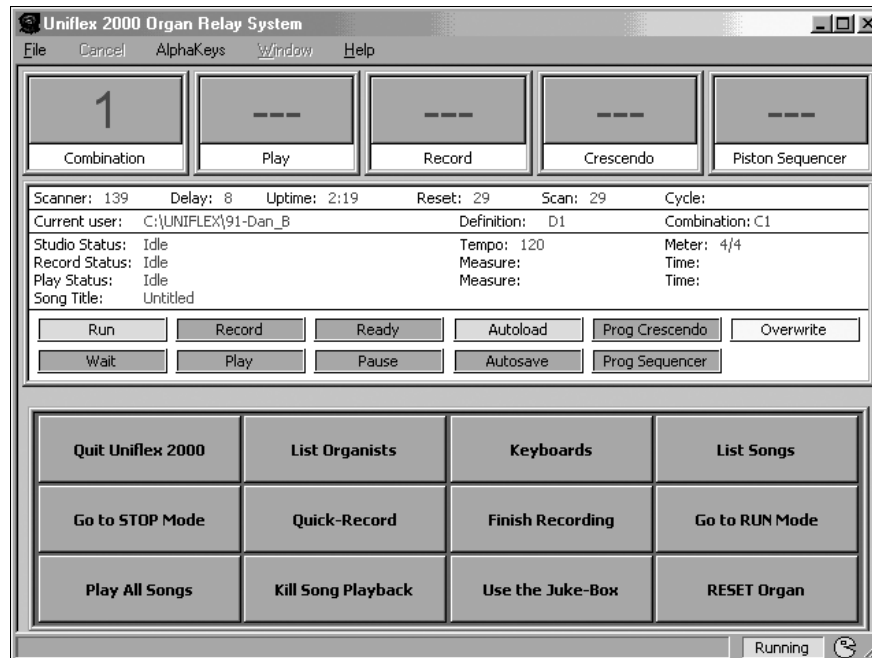 Uniflex 2000 Organ Relay System
File Cancel AlphaKeys Window Help
1 --- --- --- ---
Combination Play Record Crescendo Piston Sequencer
Scanner: 139 Delay: 8 Uptime: 2:19 Reset: 29 Scan: 29 Cycle:
Current user: C:\UNIFLEX\91-Dan_B Definition: D1 Combination: C1
Studio Status: Idle Tempo: 120 Meter: 4/4
Record Status: Idle Measure: Time:
Play Status: Idle Measure: Time:
Song Title: Untitled
Run Record Ready Autoload Prog Crescendo Overwrite
Wait Play Pause Autosave Prog Sequencer
Quit Uniflex 2000 List Organists Keyboards List Songs
Go to STOP Mode Quick-Record Finish Recording Go to RUN Mode
Play All Songs Kill Song Playback Use the Juke-Box RESET Organ
Running